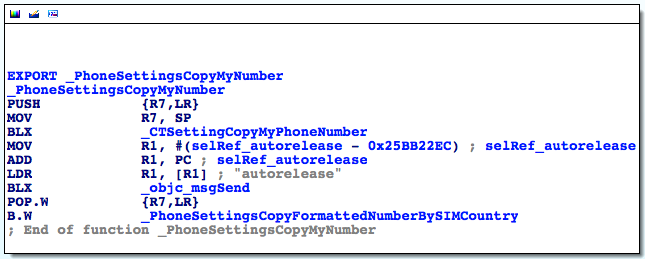 EXPORT _PhoneSettingsCopyMyNumber
_PhoneSettingsCopyMyNumber
PUSH {R7,LR}
MOV R7, SP
BLX _CTSettingCopyMyPhoneNumber
MOV R1, #(selRef_autorelease - 0x25BB22EC) ; selRef_autorelease
ADD R1, PC ; selRef_autorelease
LDR R1, [R1] ; "autorelease"
BLX _objc_msgSend
POP.W {R7,LR}
B.W _PhoneSettingsCopyFormattedNumberBySIMCountry
; End of function _PhoneSettingsCopyMyNumber